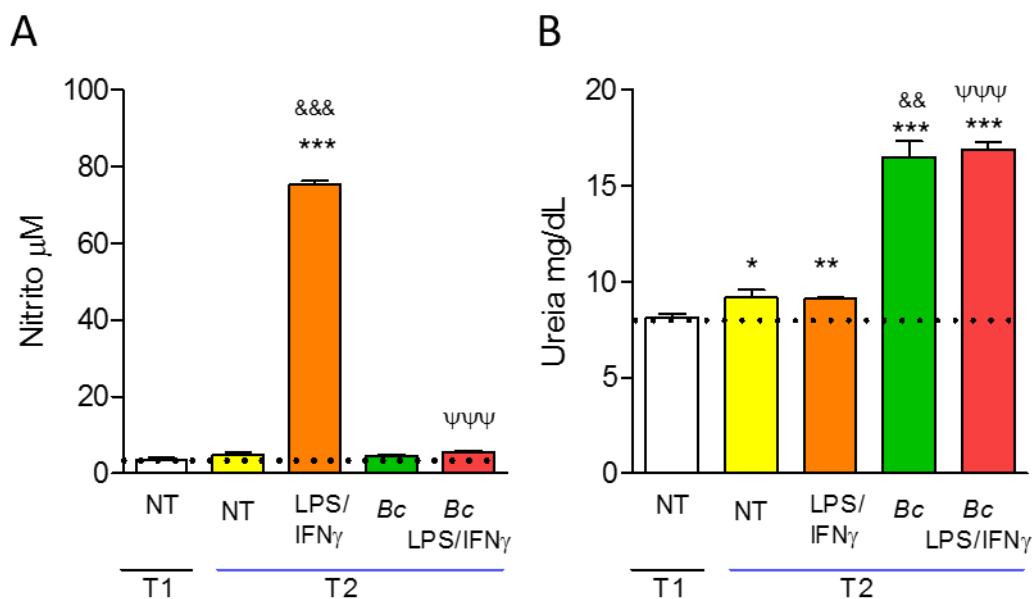 A
Nitrito μM
100
80
60
40
20
0
&&&
***
ψψψ
NT
NT
LPS/
IFNγ
Bc
Bc
LPS/IFNγ
T1
T2
B
Ureia mg/dL
20
15
10
5
0
*
**
&&
***
ψψψ
***
NT
NT
LPS/
IFNγ
Bc
Bc
LPS/IFNγ
T1
T2